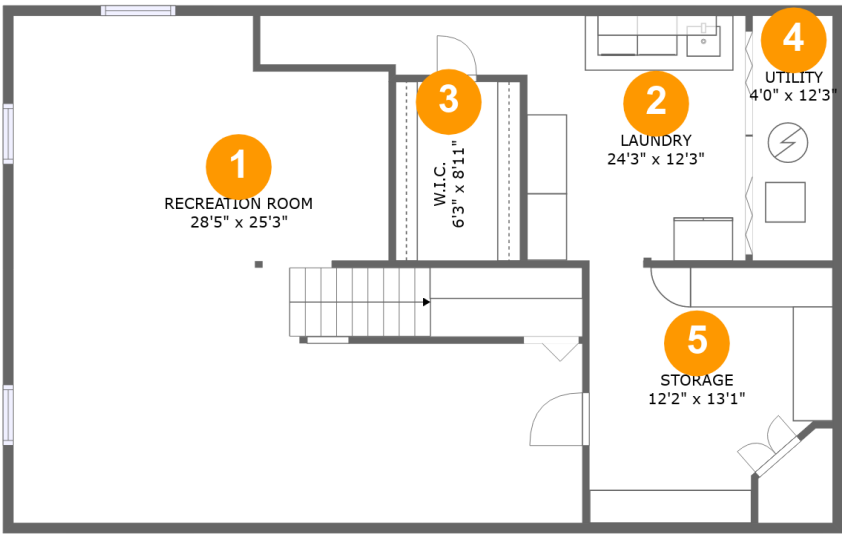 1
RECREATION ROOM
28'5" x 25'3"
2
LAUNDRY
24'3" x 12'3"
3
W.I.C.
6'3" x 8'11"
4
UTILITY
4'0" x 12'3"
5
STORAGE
12'2" x 13'1"